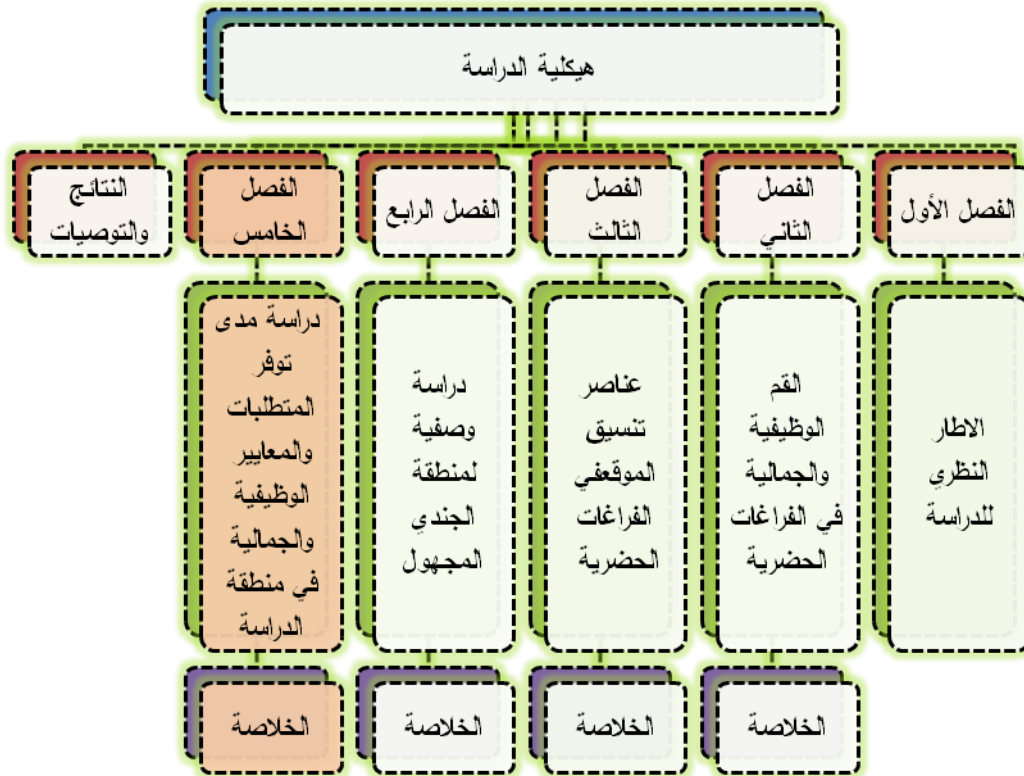 هيكلية الدراسة
الفصل الأول
الفصل
الثاني
الفصل
الثالث
الفصل الرابع
الفصل
الخامس
النتائج
والتوصيات
الاطار
النظري
للدراسة
القم
الوظيفية
والجمالية
في الفراغات
الحضرية
عناصر
تنسيق
الموقعفي
الفراغات
الحضرية
دراسة
وصفية
لمنطقة
الجندي
المجهول
دراسة مدى
توفر
المتطلبات
والمعايير
الوظيفية
والجمالية
في منطقة
الدراسة
الخلاصة
الخلاصة
الخلاصة
الخلاصة